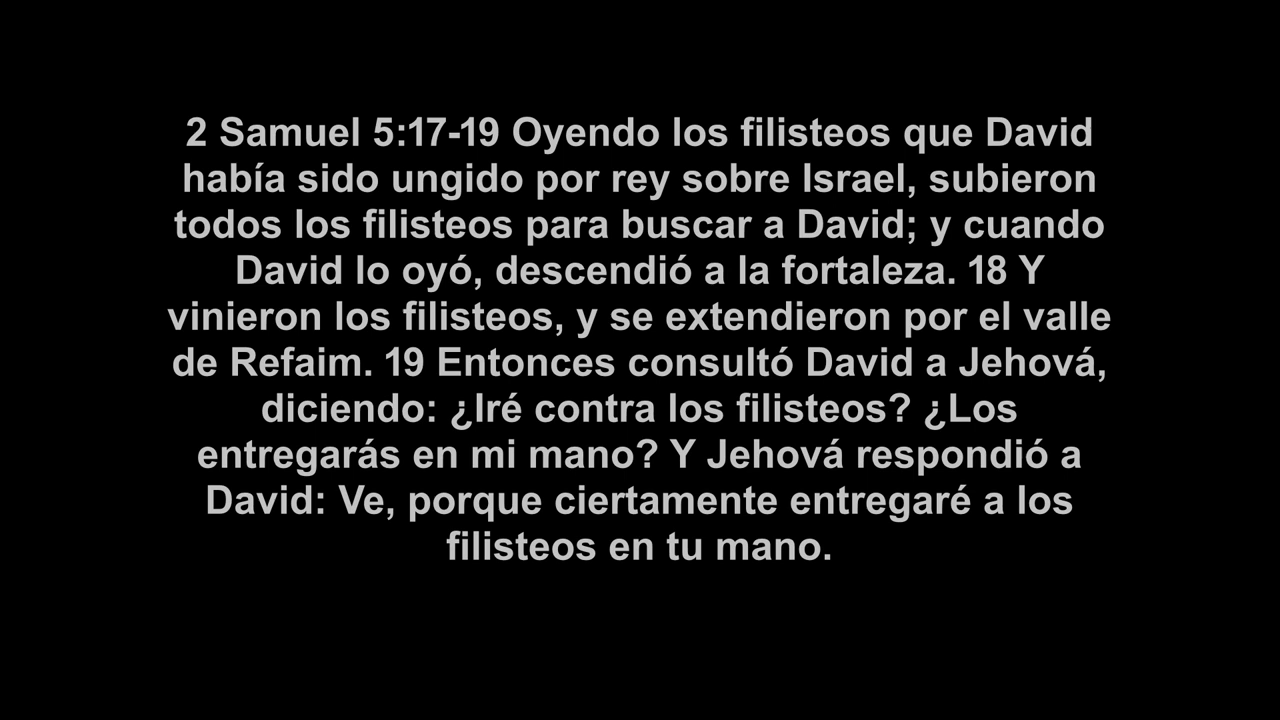 2 Samuel 5:17-19 Oyendo los filisteos que David
había sido ungido por rey sobre Israel, subieron
todos los filisteos para buscar a David; y cuando
David lo oyó, descendió a la fortaleza. 18 Y
vinieron los filisteos, y se extendieron por el valle
de Refaim. 19 Entonces consultó David a Jehová,
diciendo: ¿Iré contra los filisteos? ¿Los
entregarás en mi mano? Y Jehová respondió a
David: Ve, porque ciertamente entregaré a los
filisteos en tu mano.